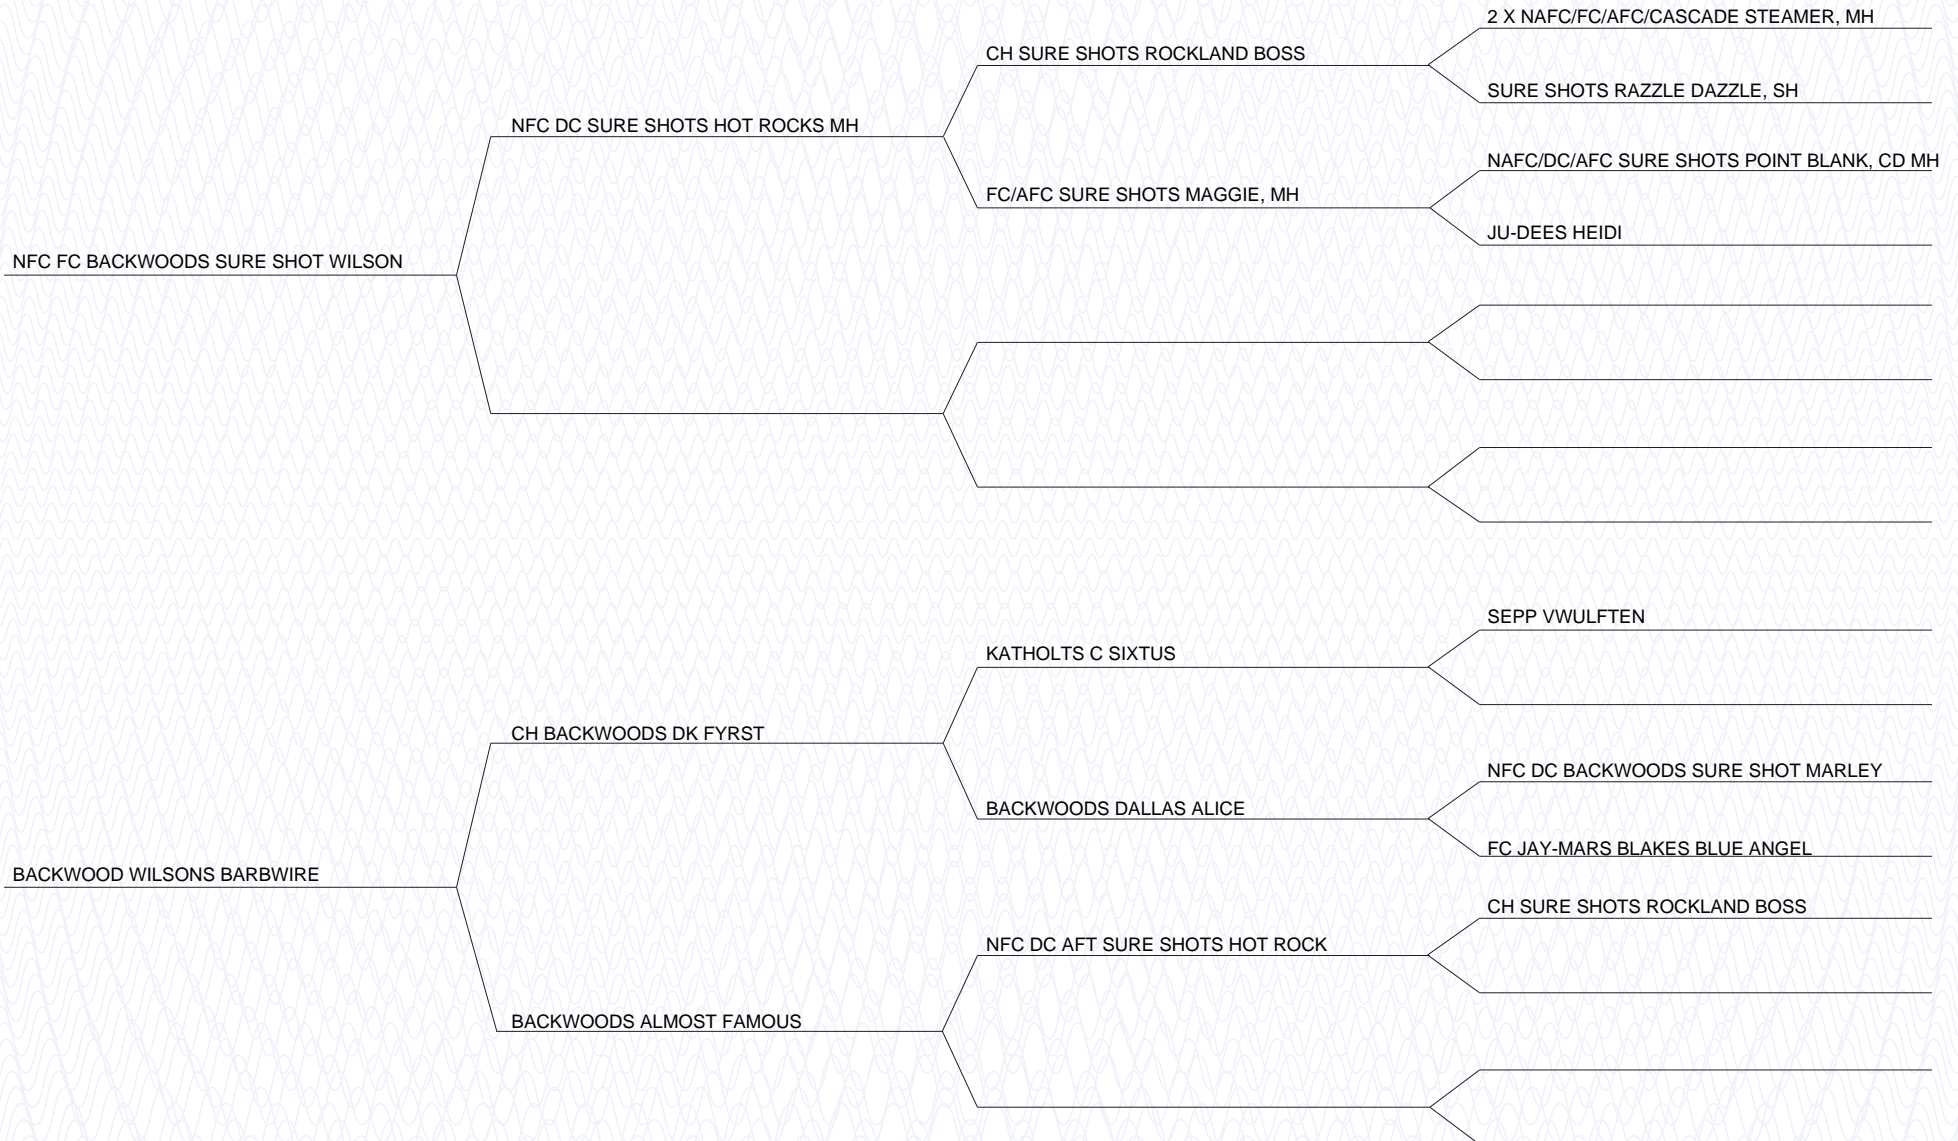 2 X NAFC/FC/AFC/CASCADE STEAMER, MH
CH SURE SHOTS ROCKLAND BOSS
SURE SHOTS RAZZLE DAZZLE, SH
NFC DC SURE SHOTS HOT ROCKS MH
NAFC/DC/AFC SURE SHOTS POINT BLANK, CD MH
FC/AFC SURE SHOTS MAGGIE, MH
JU-DEES HEIDI
NFC FC BACKWOODS SURE SHOT WILSON
SEPP VWULFTEN
KATHOLTS C SIXTUS
CH BACKWOODS DK FYRST
NFC DC BACKWOODS SURE SHOT MARLEY
BACKWOODS DALLAS ALICE
FC JAY-MARS BLAKES BLUE ANGEL
BACKWOOD WILSONS BARBWIRE
CH SURE SHOTS ROCKLAND BOSS
NFC DC AFT SURE SHOTS HOT ROCK
BACKWOODS ALMOST FAMOUS